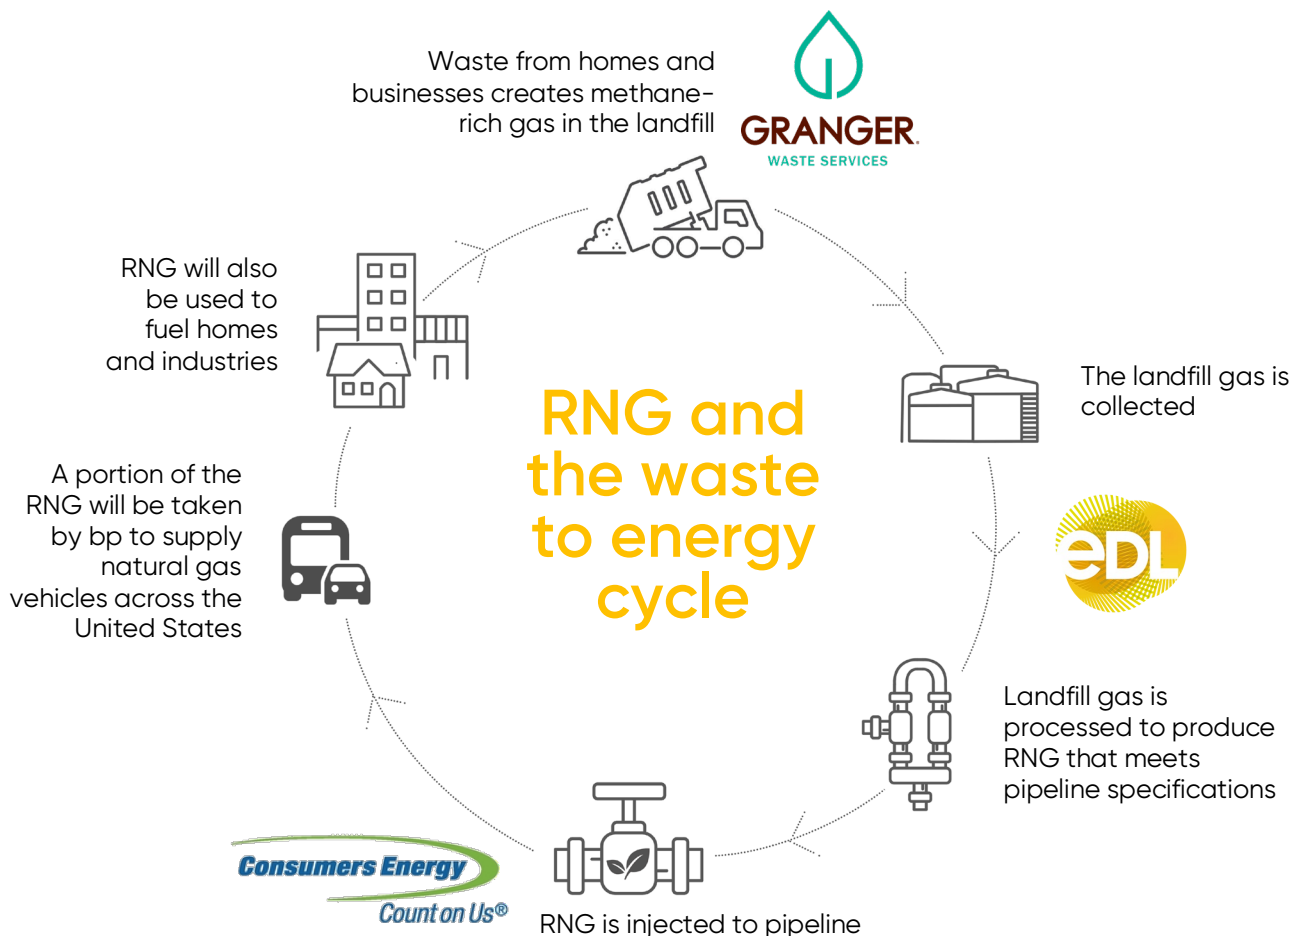 Waste from homes and
businesses creates methane-
rich gas in the landfill
GRANGER.
WASTE SERVICES
The landfill gas is
collected
eDL
Landfill gas is
processed to produce
RNG that meets
pipeline specifications
RNG is injected to pipeline
Consumers Energy
Count on Us®
A portion of the
RNG will be taken
by bp to supply
natural gas
vehicles across the
United States
RNG will also
be used to
fuel homes
and industries
RNG and
the waste
to energy
cycle